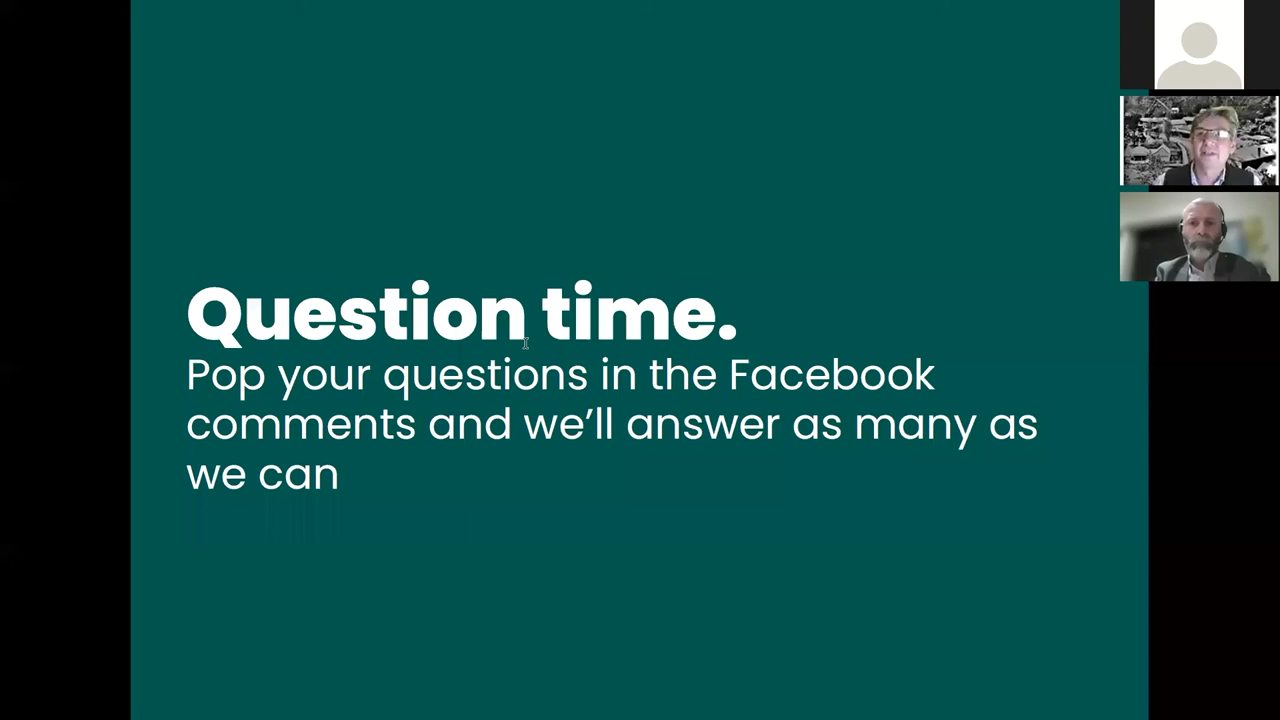 Question time.
Pop your questions in the Facebook
comments and we’ll answer as many as
we can